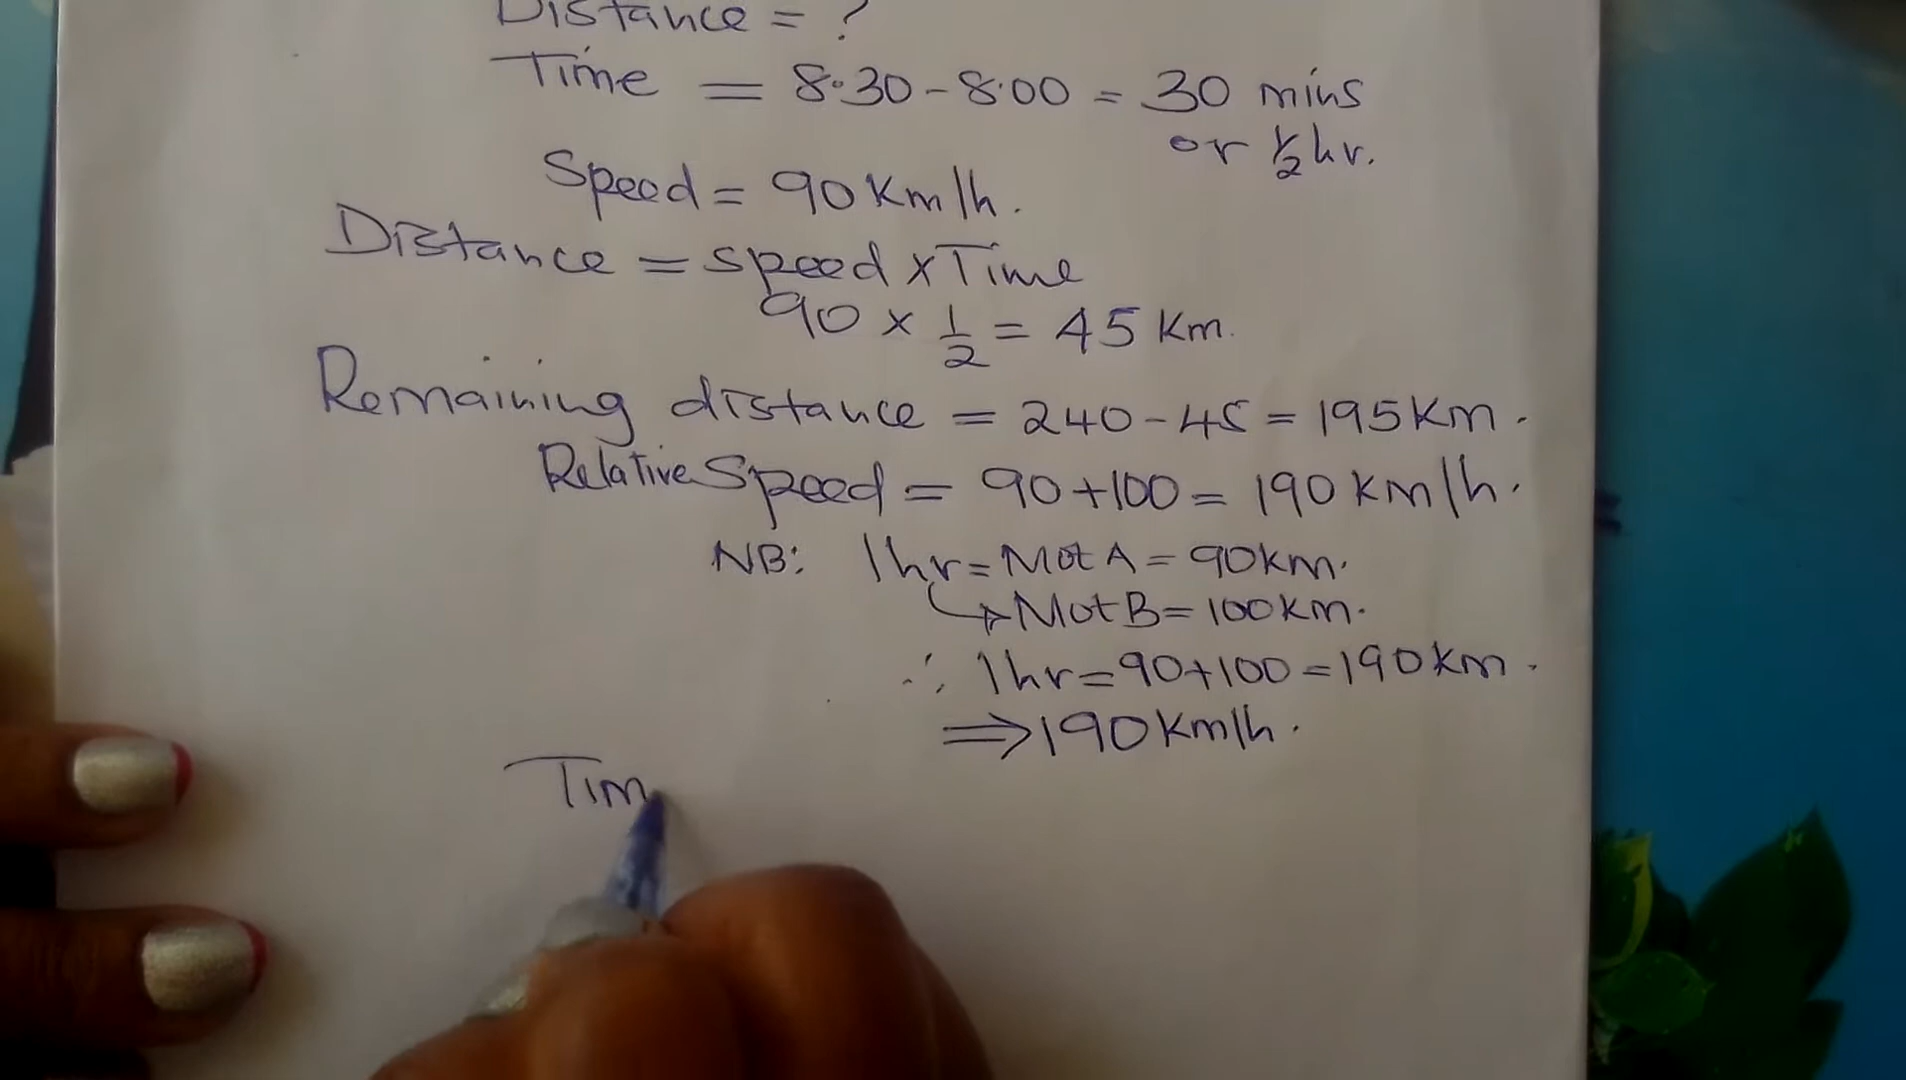 Distance = ?
Time = 8.30 - 8.00 = 30 mins
or 1/2 hr.
Speed = 90 Km/h.
Distance = speed x Time
90 x 1/2 = 45 Km.
Remaining distance = 240 - 45 = 195 Km.
Relative Speed = 90 + 100 = 190 Km/h.
NB: 1hr = Mot A = 90km.
→ Mot B = 100km.
∴ 1hr = 90 + 100 = 190 km.
⇒ 190 Km/h.
Tim